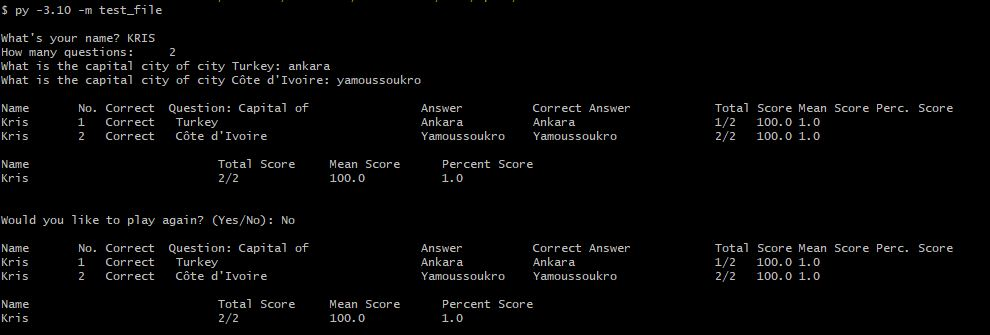 $ py -3.10 -m test_file
What's your name? KRIS
How many questions:     2
What is the capital city of city Turkey: ankara
What is the capital city of city Côte d'Ivoire: yamoussoukro
Name       No. Correct  Question: Capital of                Answer          Correct Answer            Total Score Mean Score Perc. Score
Kris       1   Correct   Turkey                             Ankara          Ankara                    1/2   100.0 1.0
Kris       2   Correct   Côte d'Ivoire                      Yamoussoukro    Yamoussoukro              2/2   100.0 1.0
Name                           Total Score     Mean Score      Percent Score
Kris                           2/2             100.0           1.0
Would you like to play again? (Yes/No): No
Name       No. Correct  Question: Capital of                Answer          Correct Answer            Total Score Mean Score Perc. Score
Kris       1   Correct   Turkey                             Ankara          Ankara                    1/2   100.0 1.0
Kris       2   Correct   Côte d'Ivoire                      Yamoussoukro    Yamoussoukro              2/2   100.0 1.0
Name                           Total Score     Mean Score      Percent Score
Kris                           2/2             100.0           1.0